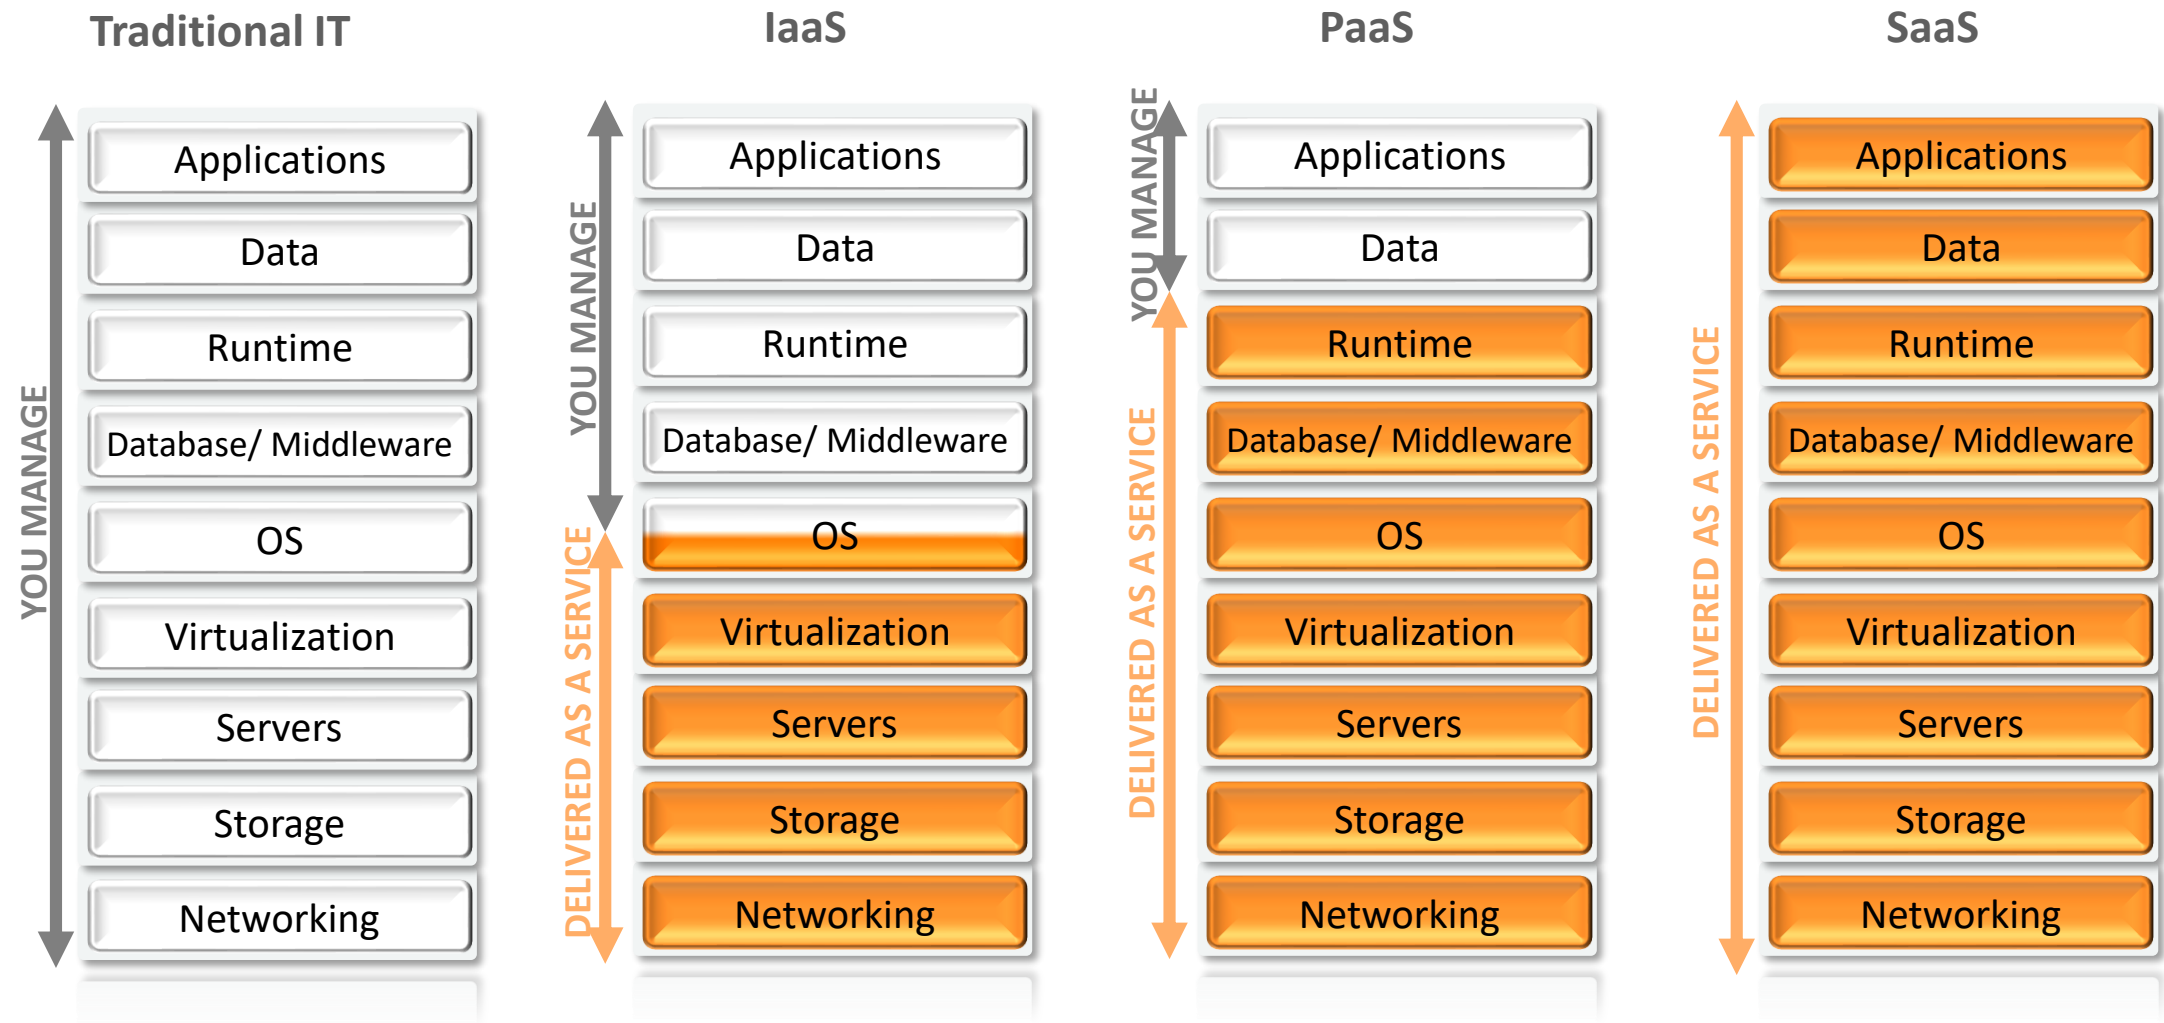 Traditional IT
YOU MANAGE
Applications
Data
Runtime
Database/ Middleware
OS
Virtualization
Servers
Storage
Networking
IaaS
YOU MANAGE
DELIVERED AS A SERVICE
Applications
Data
Runtime
Database/ Middleware
OS
Virtualization
Servers
Storage
Networking
PaaS
YOU MANAGE
DELIVERED AS A SERVICE
Applications
Data
Runtime
Database/ Middleware
OS
Virtualization
Servers
Storage
Networking
SaaS
DELIVERED AS A SERVICE
Applications
Data
Runtime
Database/ Middleware
OS
Virtualization
Servers
Storage
Networking